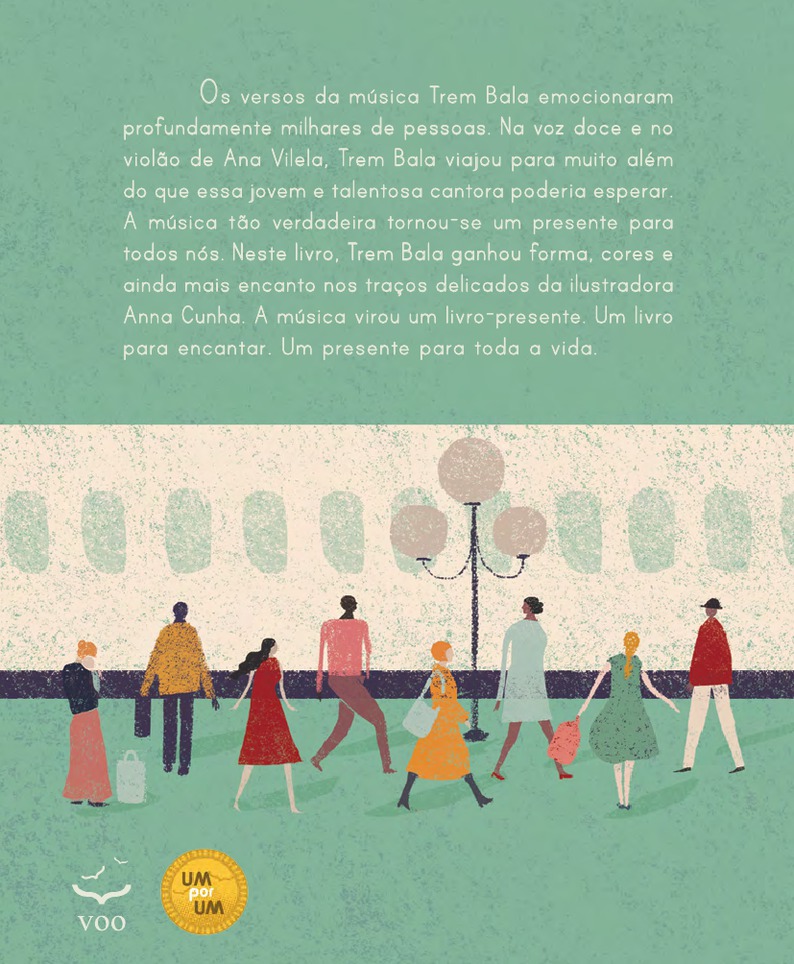 Os versos da música Trem Bala emocionaram
profundamente milhares de pessoas. Na voz doce e no
violão de Ana Vilela, Trem Bala viajou para muito além
do que essa jovem e talentosa cantora poderia esperar.
A música tão verdadeira tornou-se um presente para
todos nós. Neste livro, Trem Bala ganhou forma, cores e
ainda mais encanto nos traços delicados da ilustradora
Anna Cunha. A música virou um livro-presente. Um livro
para encantar. Um presente para toda a vida.
voo
UM
por
UM